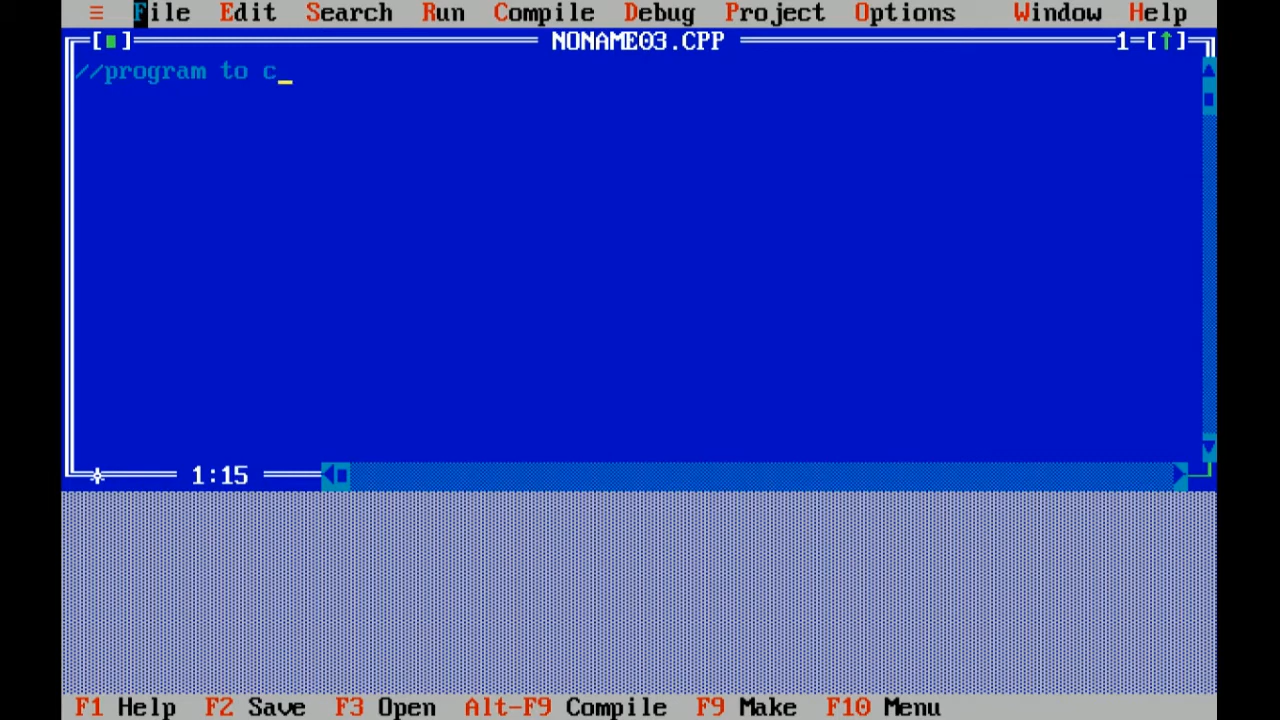 ≡ File Edit Search Run Compile Debug Project Options Window Help
[■] NONAME03.CPP 1=[↑]
//program to c_
1:15
F1 Help F2 Save F3 Open Alt-F9 Compile F9 Make F10 Menu